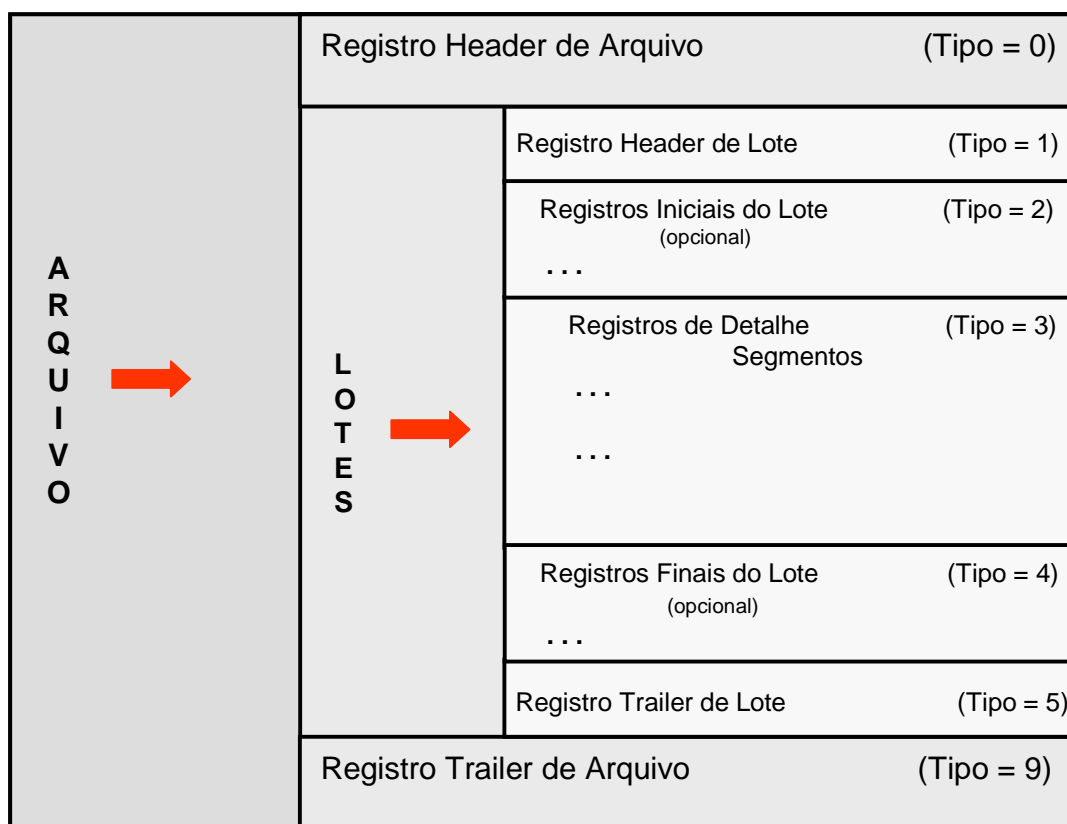 Registro Header de Arquivo (Tipo = 0)
Registro Header de Lote (Tipo = 1)
Registros Iniciais do Lote (Tipo = 2)
(opcional)
...
ARQUIVO
LOTES
Registros de Detalhe (Tipo = 3)
Segmentos
...
...
Registros Finais do Lote (Tipo = 4)
(opcional)
...
Registro Trailer de Lote (Tipo = 5)
Registro Trailer de Arquivo (Tipo = 9)